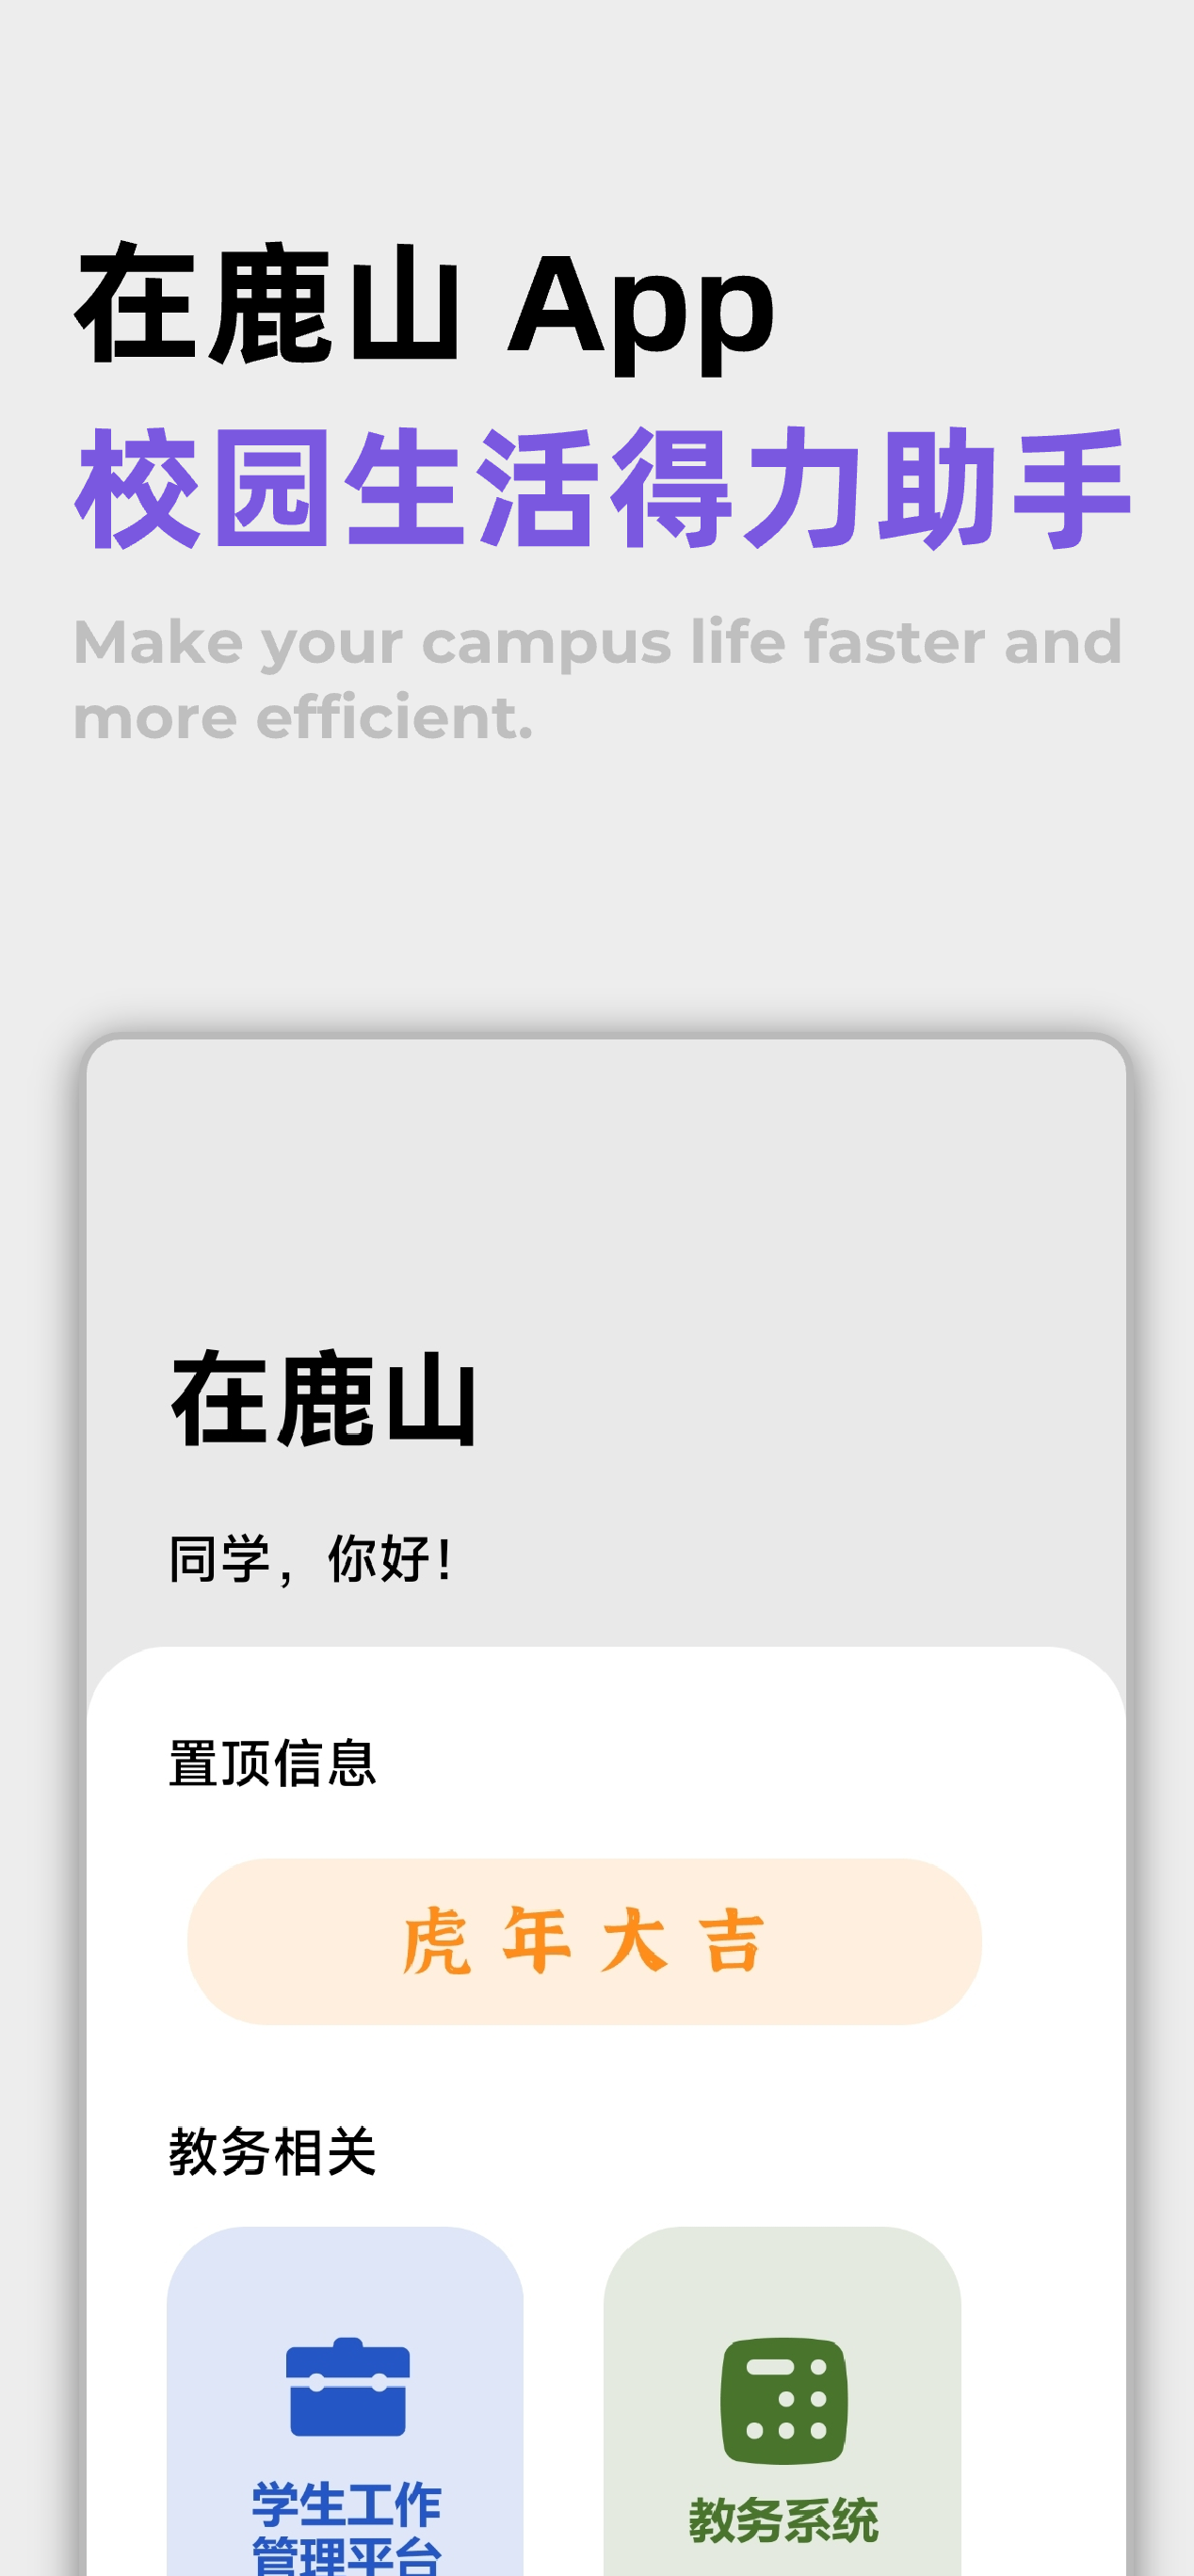 在鹿山 App
校园生活得力助手
Make your campus life faster and
more efficient.
在鹿山
同学，你好！
置顶信息
虎年大吉
教务相关
学生工作
管理平台
教务系统